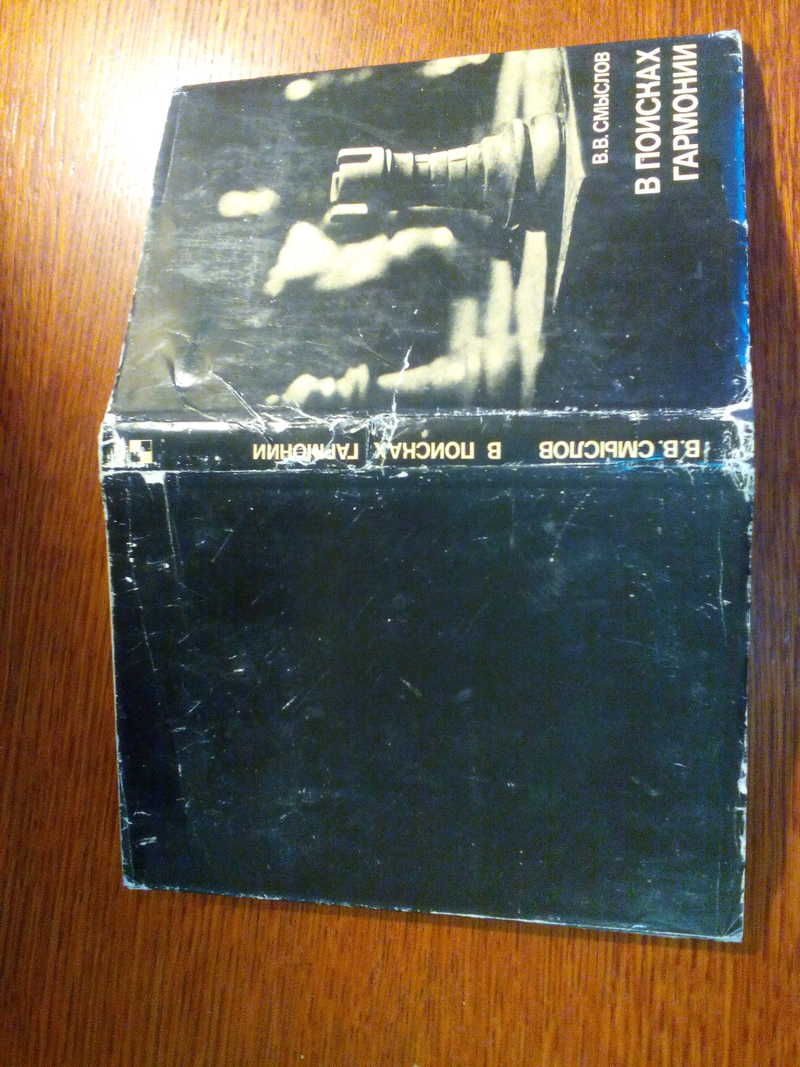 В.В. СМЫСЛОВ
В ПОИСКАХ
ГАРМОНИИ
В.В. СМЫСЛОВ В ПОИСКАХ ГАРМОНИИ